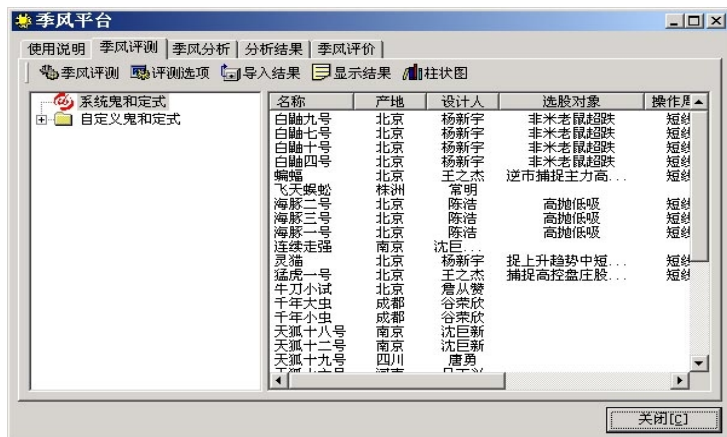 季风平台
使用说明 季风评测 季风分析 分析结果 季风评价
季风评测 评测选项 导入结果 显示结果 柱状图
系统鬼和定式
自定义鬼和定式
名称 产地 设计人 选股对象 操作周
白鼬九号 北京 杨新宇 非米老鼠超跌 短线
白鼬七号 北京 杨新宇 非米老鼠超跌 短线
白鼬十号 北京 杨新宇 非米老鼠超跌 短线
白鼬四号 北京 杨新宇 非米老鼠超跌 短线
蝙蝠 北京 王之杰 逆市捕捉主力高... 短线
飞天蜈蚣 株洲 常明
海豚二号 北京 陈浩 高抛低吸 短线
海豚三号 北京 陈浩 高抛低吸 短线
海豚一号 北京 陈浩 高抛低吸 短线
连续走强 南京 沈巨...
灵猫 北京 杨新宇 捉上升趋势中短... 短线
猛虎一号 北京 王之杰 捕捉高控盘庄股... 短线
牛刀小试 北京 詹从赞
千年大虫 成都 谷荣欣
千年小虫 成都 谷荣欣
天狐十八号 南京 沈巨新
天狐十二号 南京 沈巨新
天狐十九号 四川 唐勇
关闭[C]